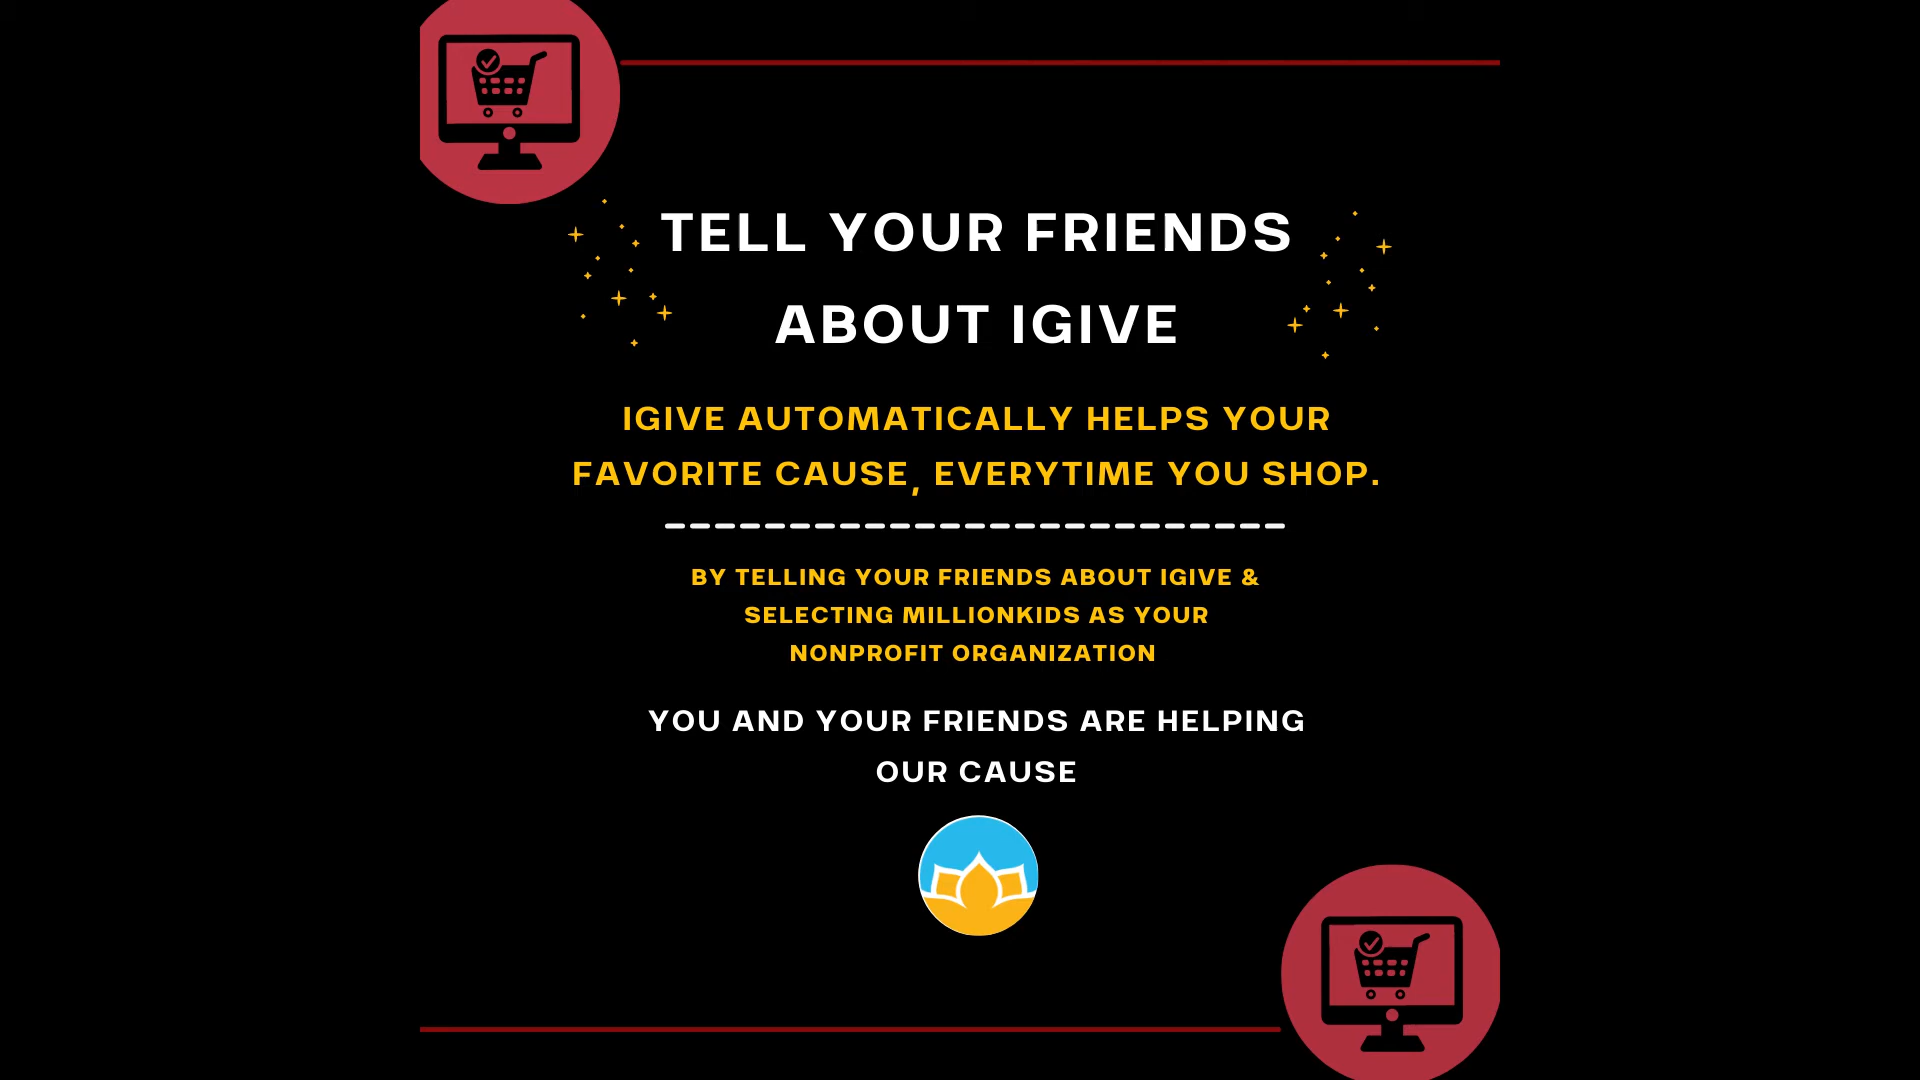 TELL YOUR FRIENDS
ABOUT IGIVE
IGIVE AUTOMATICALLY HELPS YOUR
FAVORITE CAUSE, EVERYTIME YOU SHOP.
BY TELLING YOUR FRIENDS ABOUT IGIVE &
SELECTING MILLIONKIDS AS YOUR
NONPROFIT ORGANIZATION
YOU AND YOUR FRIENDS ARE HELPING
OUR CAUSE